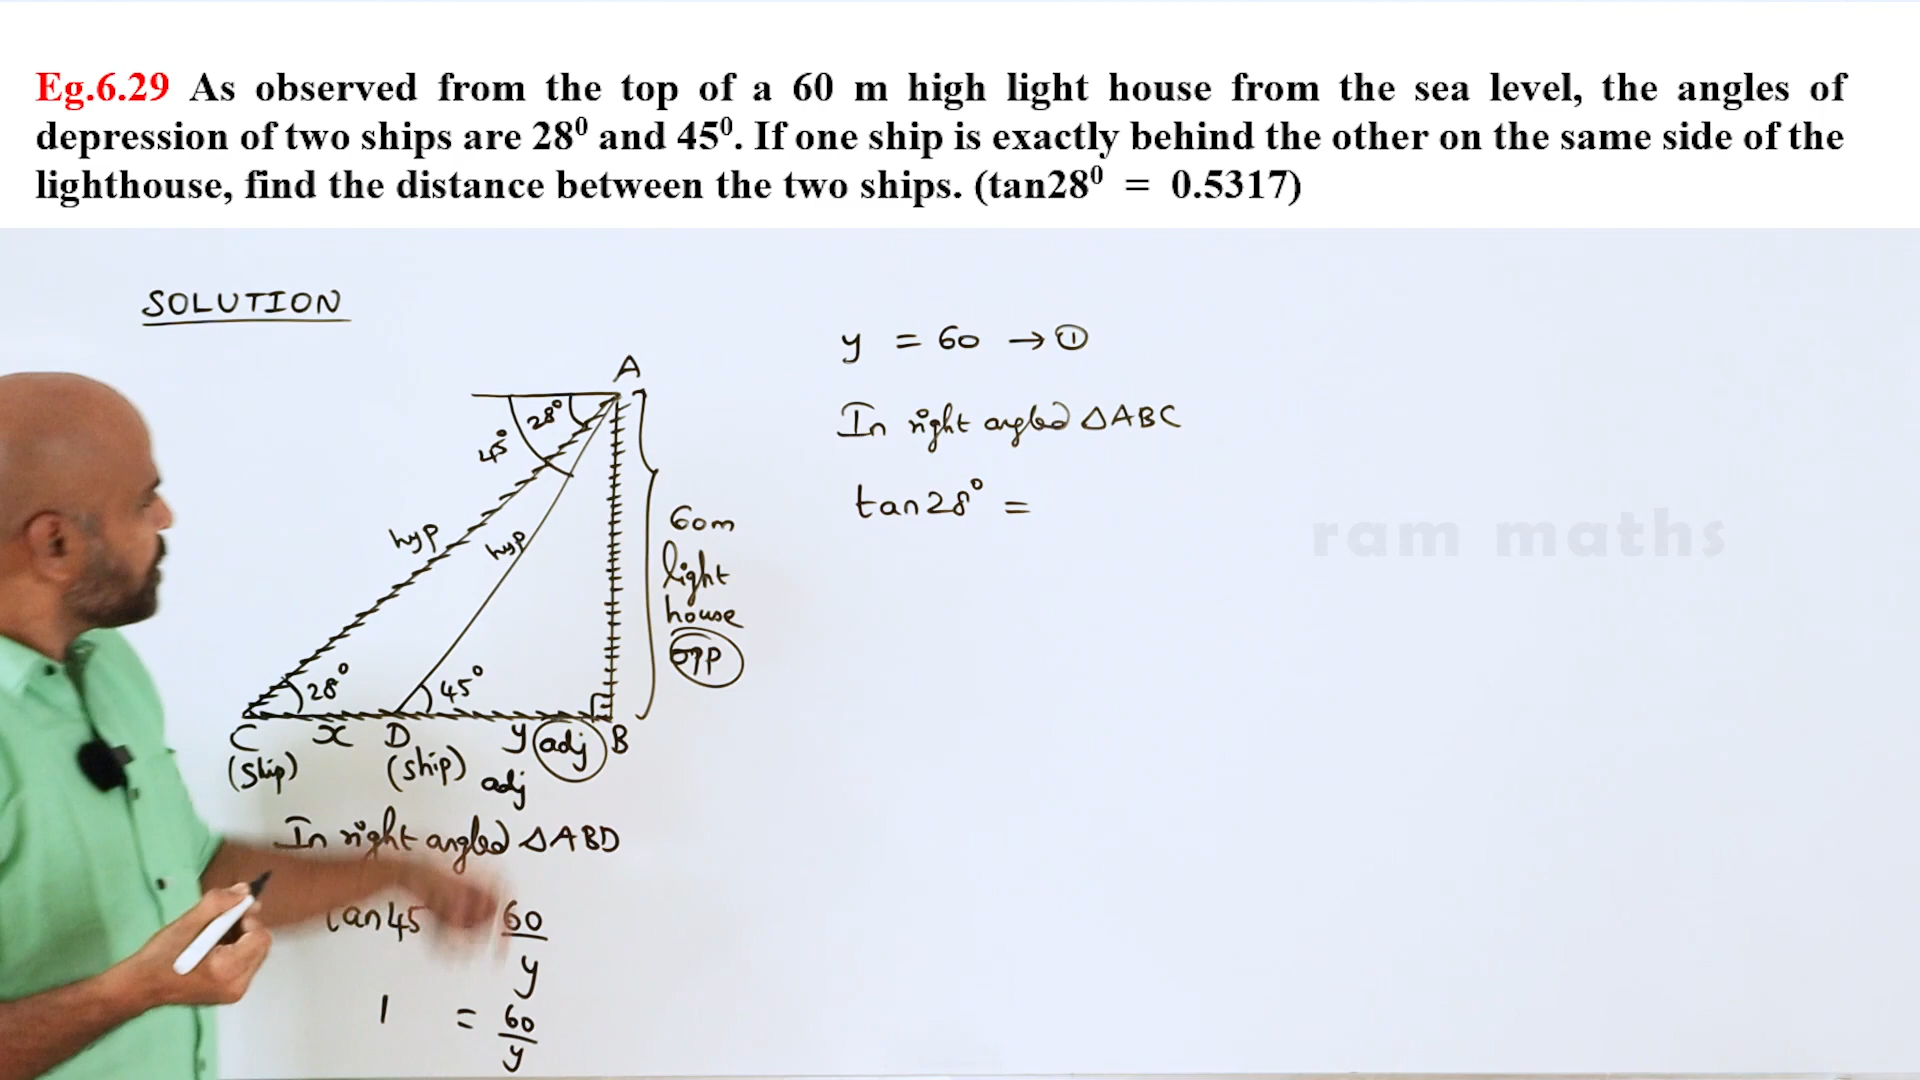 Eg.6.29 As observed from the top of a 60 m high light house from the sea level, the angles of
depression of two ships are 28⁰ and 45⁰. If one ship is exactly behind the other on the same side of the
lighthouse, find the distance between the two ships. (tan28⁰ = 0.5317)
SOLUTION
A
28°
45°
hyp
hyp
60m
light
house
opp
28°
45°
C
x
D
y
adj
B
(ship)
(ship)
adj
In right angled △ABD
tan45
60
y
1 = 60
y
y = 60 → ①
In right angled △ABC
tan28° =
ram maths